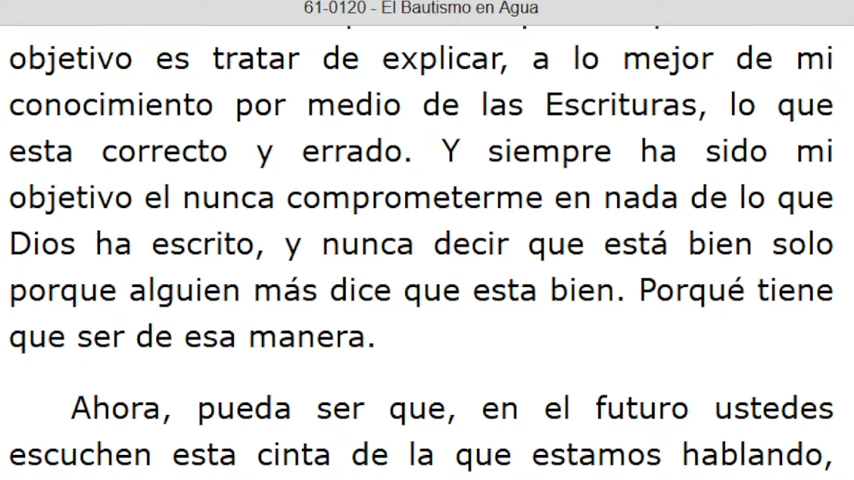 61-0120 - El Bautismo en Agua
objetivo es tratar de explicar, a lo mejor de mi
conocimiento por medio de las Escrituras, lo que
esta correcto y errado. Y siempre ha sido mi
objetivo el nunca comprometerme en nada de lo que
Dios ha escrito, y nunca decir que está bien solo
porque alguien más dice que esta bien. Porqué tiene
que ser de esa manera.
Ahora, pueda ser que, en el futuro ustedes
escuchen esta cinta de la que estamos hablando,